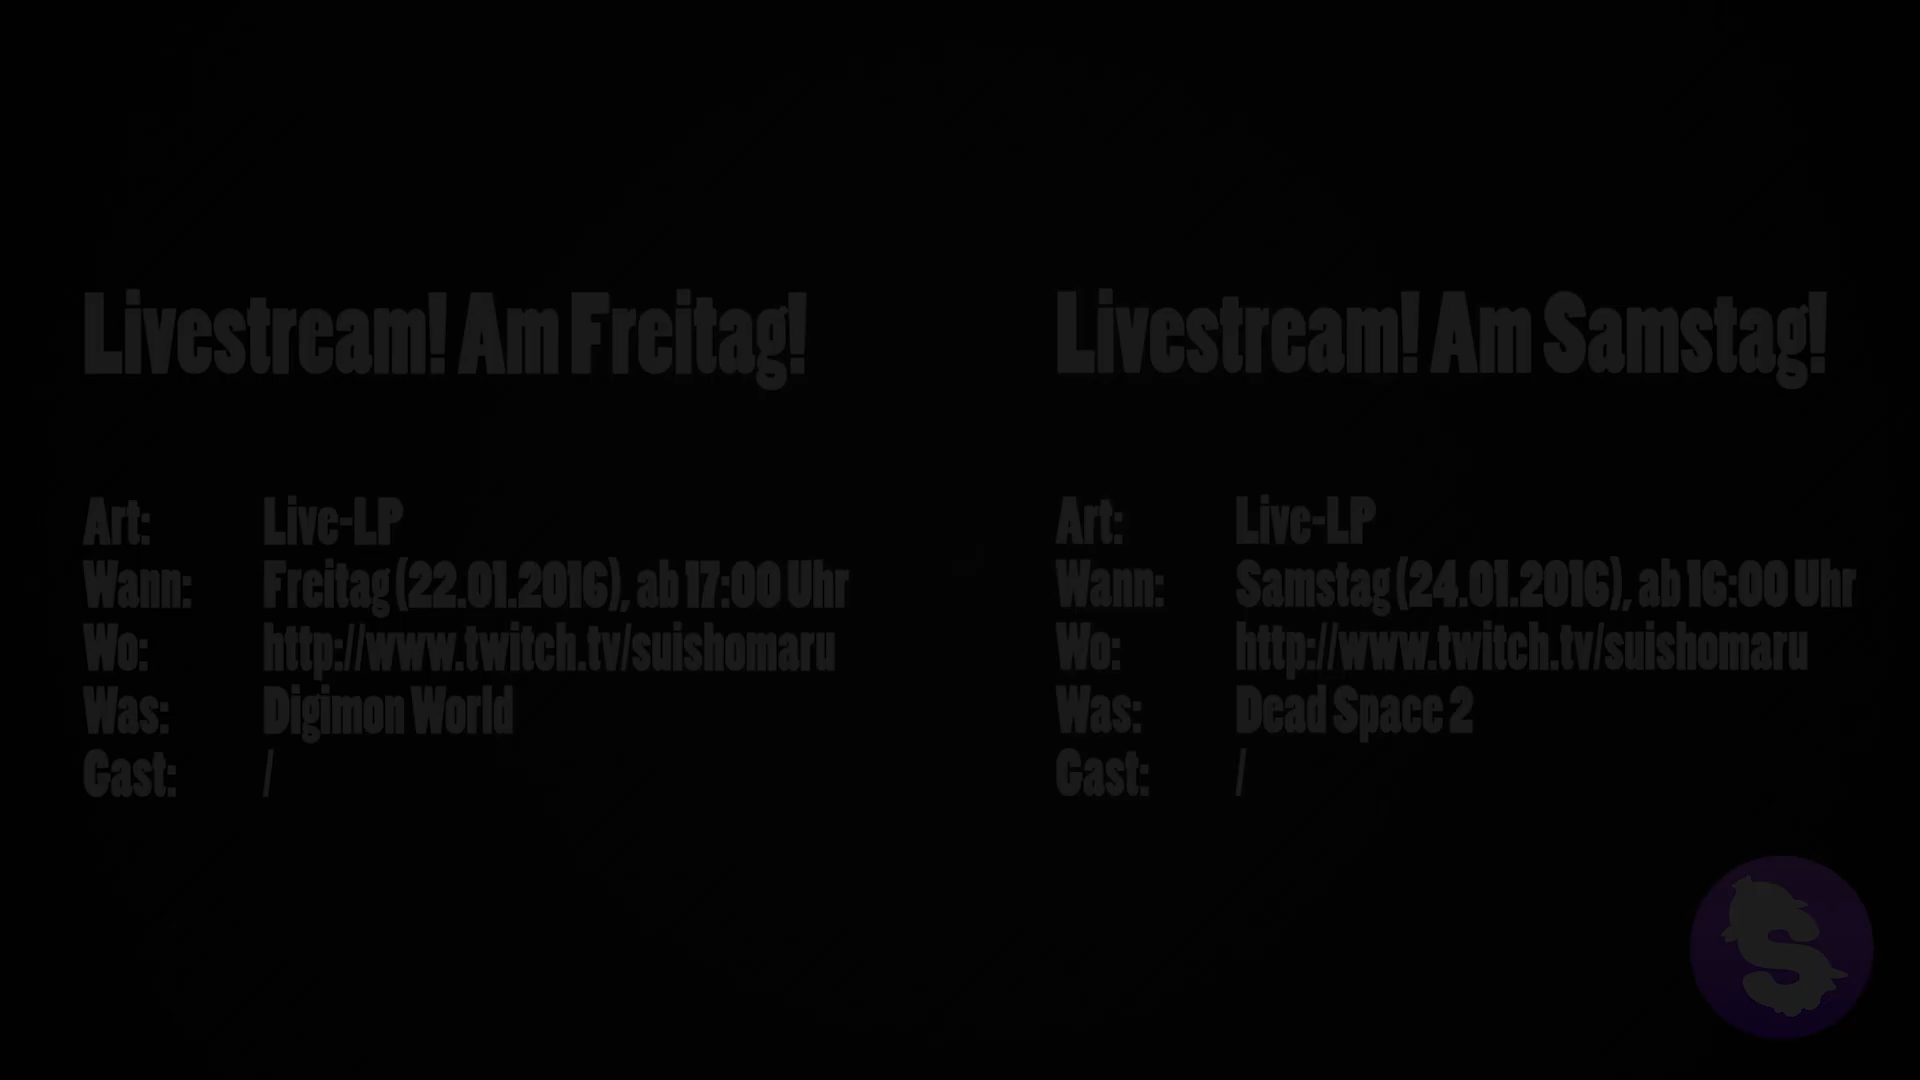 Livestream! Am Freitag!
Art: Live-LP
Wann: Freitag (22.01.2016), ab 17:00 Uhr
Wo: http://www.twitch.tv/suishomaru
Was: Digimon World
Gast: /
Livestream! Am Samstag!
Art: Live-LP
Wann: Samstag (24.01.2016), ab 16:00 Uhr
Wo: http://www.twitch.tv/suishomaru
Was: Dead Space 2
Gast: /
S